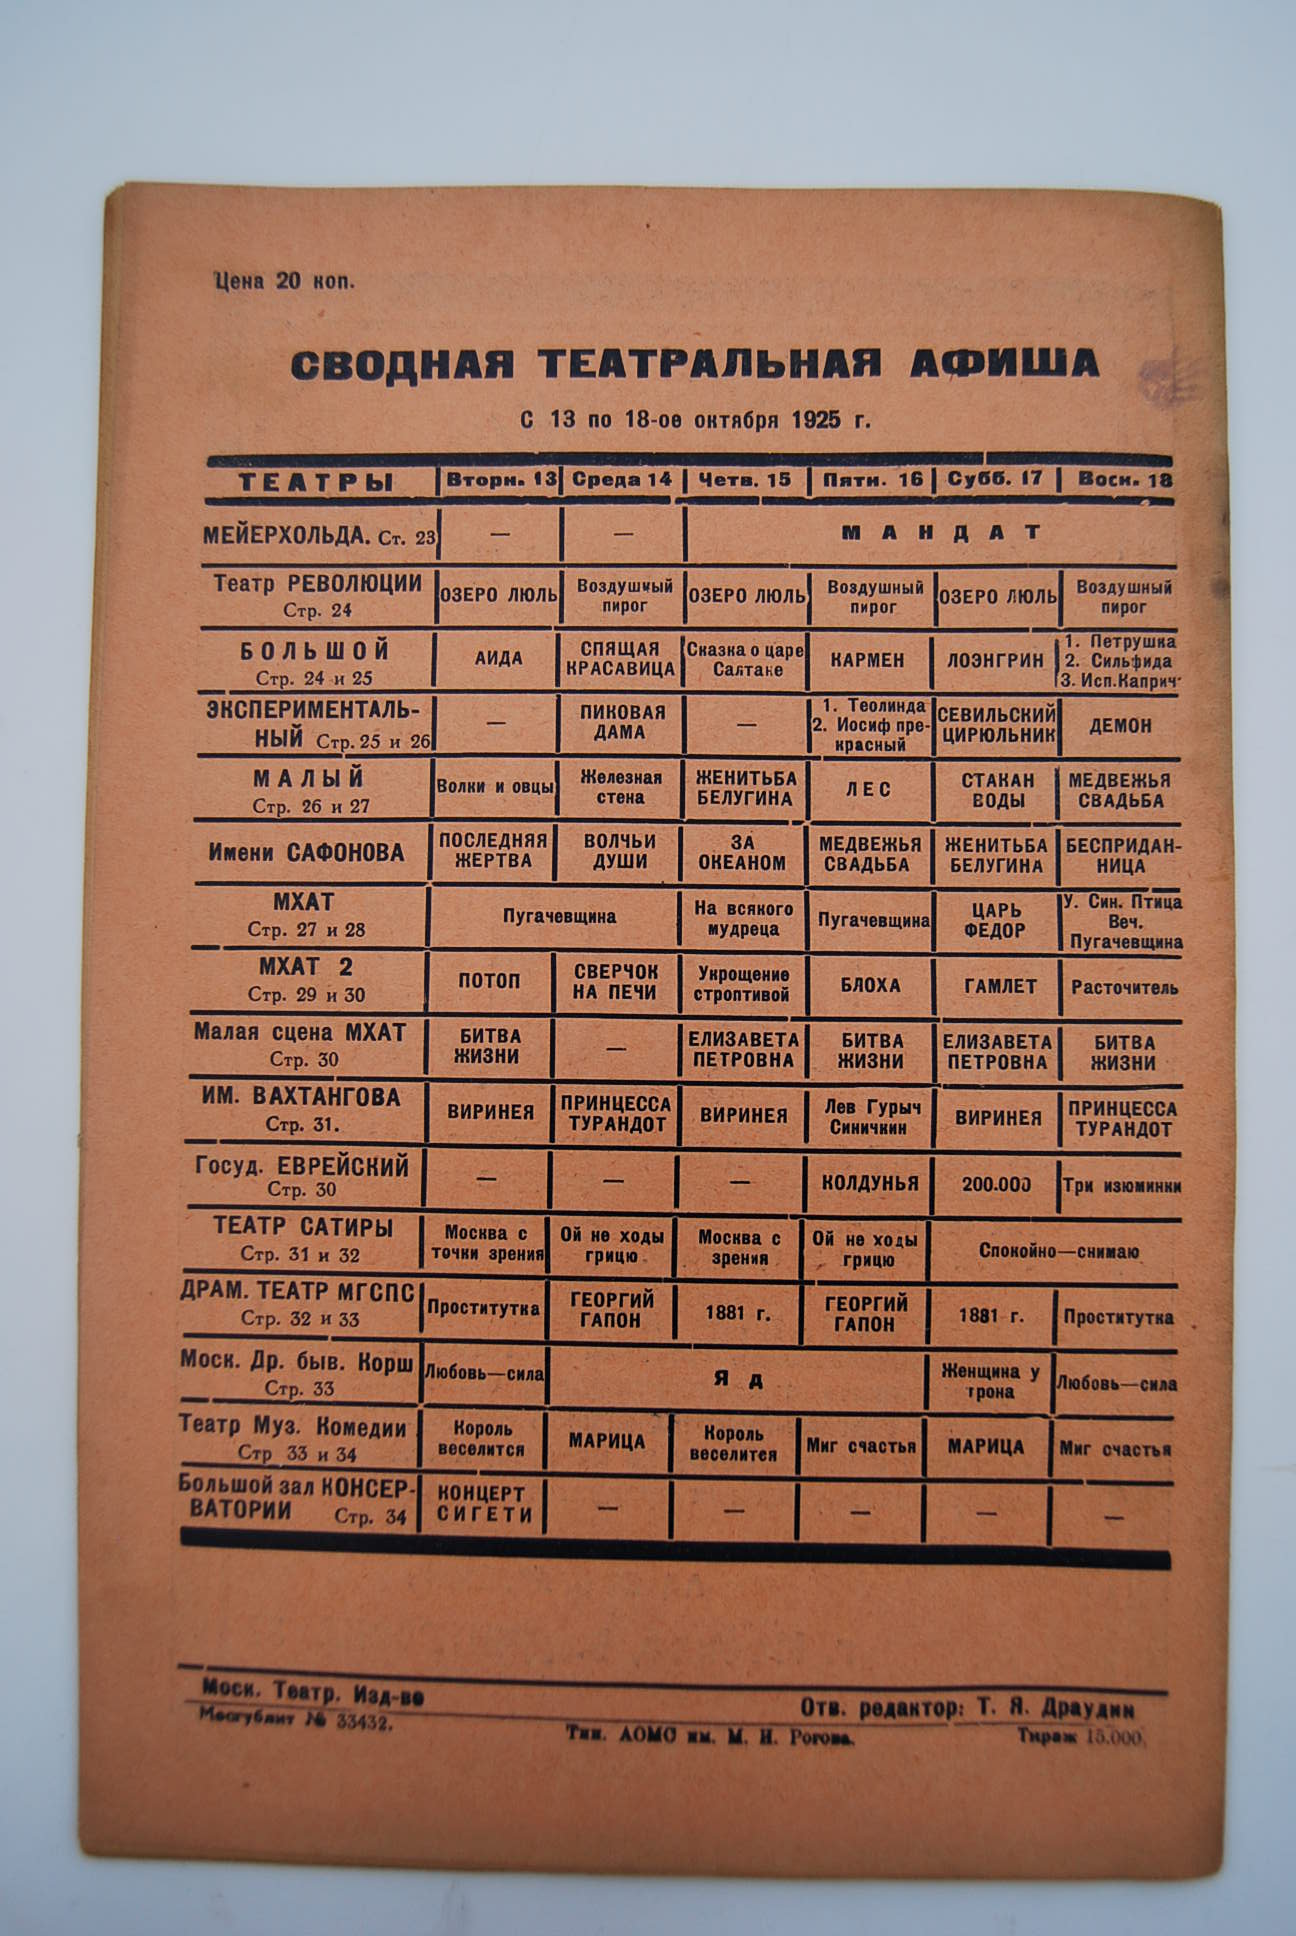 Цена 20 коп.
СВОДНАЯ ТЕАТРАЛЬНАЯ АФИША
С 13 по 18-ое октября 1925 г.
ТЕАТРЫ Вторн. 13 Среда 14 Четв. 15 Пятн. 16 Субб. 17 Воск. 18
МЕЙЕРХОЛЬДА. Ст. 23 — — МАНДАТ
Театр РЕВОЛЮЦИИ
Стр. 24
ОЗЕРО ЛЮЛЬ
Воздушный
пирог
ОЗЕРО ЛЮЛЬ
Воздушный
пирог
ОЗЕРО ЛЮЛЬ
Воздушный
пирог
БОЛЬШОЙ
Стр. 24 и 25
АИДА
СПЯЩАЯ
КРАСАВИЦА
Сказка о царе
Салтане
КАРМЕН
ЛОЭНГРИН
1. Петрушка
2. Сильфида
3. Исп.Каприч
ЭКСПЕРИМЕНТАЛЬ-
НЫЙ Стр. 25 и 26
—
ПИКОВАЯ
ДАМА
—
1. Теолинда
2. Иосиф пре-
красный
СЕВИЛЬСКИЙ
ЦИРЮЛЬНИК
ДЕМОН
МАЛЫЙ
Стр. 26 и 27
Волки и овцы
Железная
стена
ЖЕНИТЬБА
БЕЛУГИНА
ЛЕС
СТАКАН
ВОДЫ
МЕДВЕЖЬЯ
СВАДЬБА
Имени САФОНОВА
ПОСЛЕДНЯЯ
ЖЕРТВА
ВОЛЧЬИ
ДУШИ
ЗА
ОКЕАНОМ
МЕДВЕЖЬЯ
СВАДЬБА
ЖЕНИТЬБА
БЕЛУГИНА
БЕСПРИДАН-
НИЦА
МХАТ
Стр. 27 и 28
Пугачевщина
На всякого
мудреца
Пугачевщина
ЦАРЬ
ФЕДОР
У. Син. Птица
Веч.
Пугачевщина
МХАТ 2
Стр. 29 и 30
ПОТОП
СВЕРЧОК
НА ПЕЧИ
Укрощение
строптивой
БЛОХА
ГАМЛЕТ
Расточитель
Малая сцена МХАТ
Стр. 30
БИТВА
ЖИЗНИ
—
ЕЛИЗАВЕТА
ПЕТРОВНА
БИТВА
ЖИЗНИ
ЕЛИЗАВЕТА
ПЕТРОВНА
БИТВА
ЖИЗНИ
ИМ. ВАХТАНГОВА
Стр. 31.
ВИРИНЕЯ
ПРИНЦЕССА
ТУРАНДОТ
ВИРИНЕЯ
Лев Гурыч
Синичкин
ВИРИНЕЯ
ПРИНЦЕССА
ТУРАНДОТ
Госуд. ЕВРЕЙСКИЙ
Стр. 30
—
—
—
КОЛДУНЬЯ
200.000
Три изюминки
ТЕАТР САТИРЫ
Стр. 31 и 32
Москва с
точки зрения
Ой не ходы
грицю
Москва с
зрения
Ой не ходы
грицю
Спокойно—снимаю
ДРАМ. ТЕАТР МГСПС
Стр. 32 и 33
Проститутка
ГЕОРГИЙ
ГАПОН
1881 г.
ГЕОРГИЙ
ГАПОН
1881 г.
Проститутка
Моск. Др. быв. Корш
Стр. 33
Любовь—сила
Яд
Женщина у
трона
Любовь—сила
Театр Муз. Комедии
Стр 33 и 34
Король
веселится
МАРИЦА
Король
веселится
Миг счастья
МАРИЦА
Миг счастья
Большой зал КОНСЕР-
ВАТОРИИ Стр. 34
КОНЦЕРТ
СИГЕТИ
—
—
—
—
—
Моск. Театр. Изд-во
Отв. редактор: Т. Я. Драудин
Мосгублит № 33432.
Тип. АОМС им. М. И. Рогова.
Тираж 15.000.